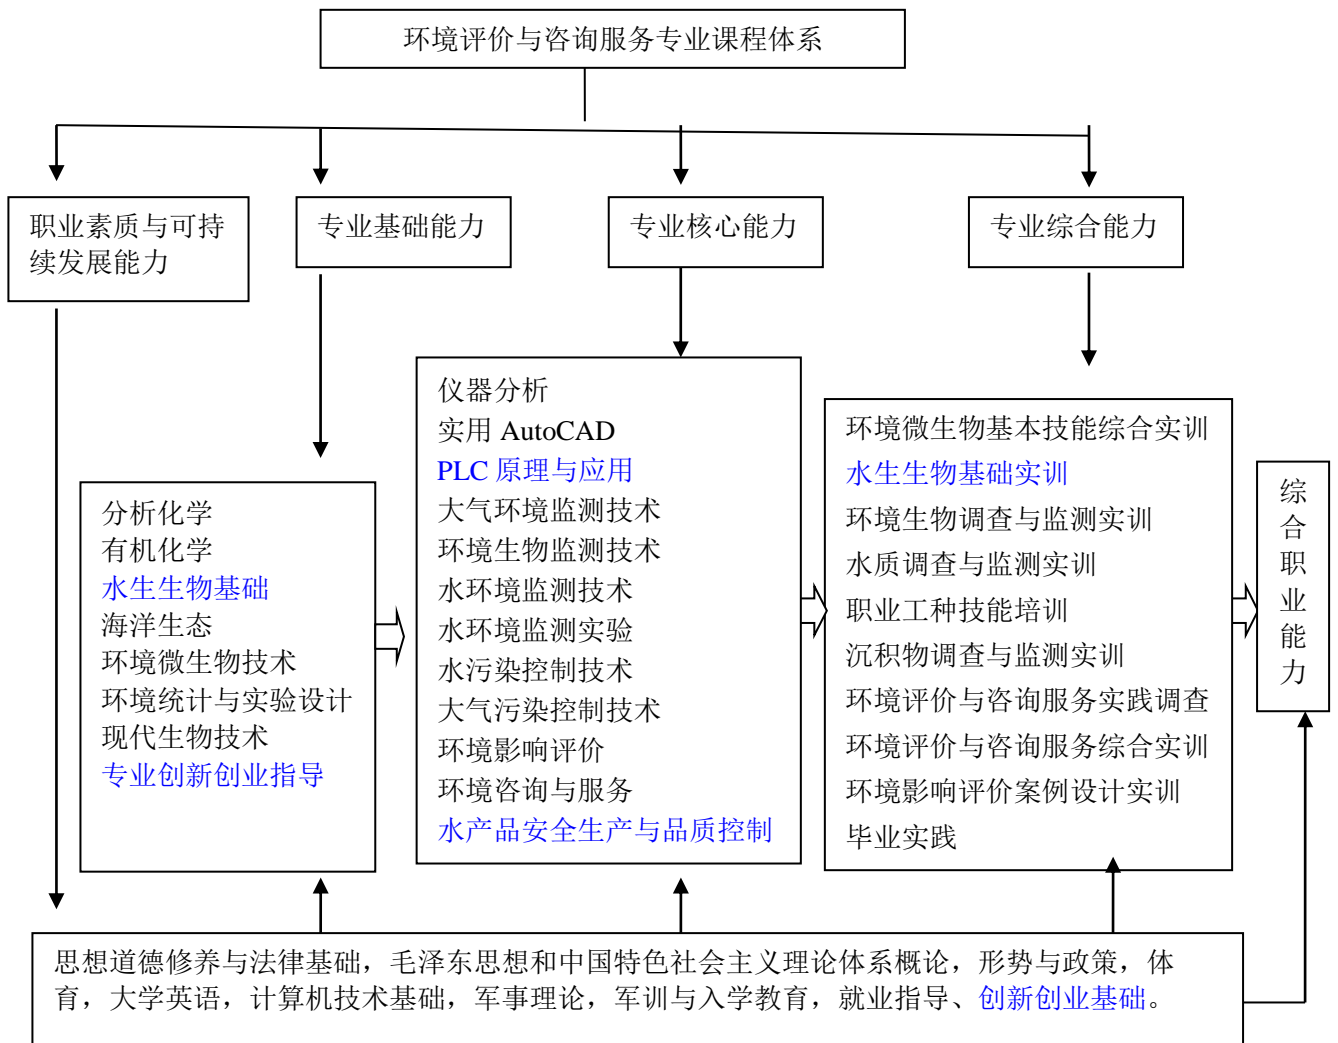 环境评价与咨询服务专业课程体系
职业素质与可持
续发展能力
专业基础能力
专业核心能力
专业综合能力
分析化学
有机化学
水生生物基础
海洋生态
环境微生物技术
环境统计与实验设计
现代生物技术
专业创新创业指导
仪器分析
实用 AutoCAD
PLC 原理与应用
大气环境监测技术
环境生物监测技术
水环境监测技术
水环境监测实验
水污染控制技术
大气污染控制技术
环境影响评价
环境咨询与服务
水产品安全生产与品质控制
环境微生物基本技能综合实训
水生生物基础实训
环境生物调查与监测实训
水质调查与监测实训
职业工种技能培训
沉积物调查与监测实训
环境评价与咨询服务实践调查
环境评价与咨询服务综合实训
环境影响评价案例设计实训
毕业实践
综
合
职
业
能
力
思想道德修养与法律基础，毛泽东思想和中国特色社会主义理论体系概论，形势与政策，体
育，大学英语，计算机技术基础，军事理论，军训与入学教育，就业指导、创新创业基础。